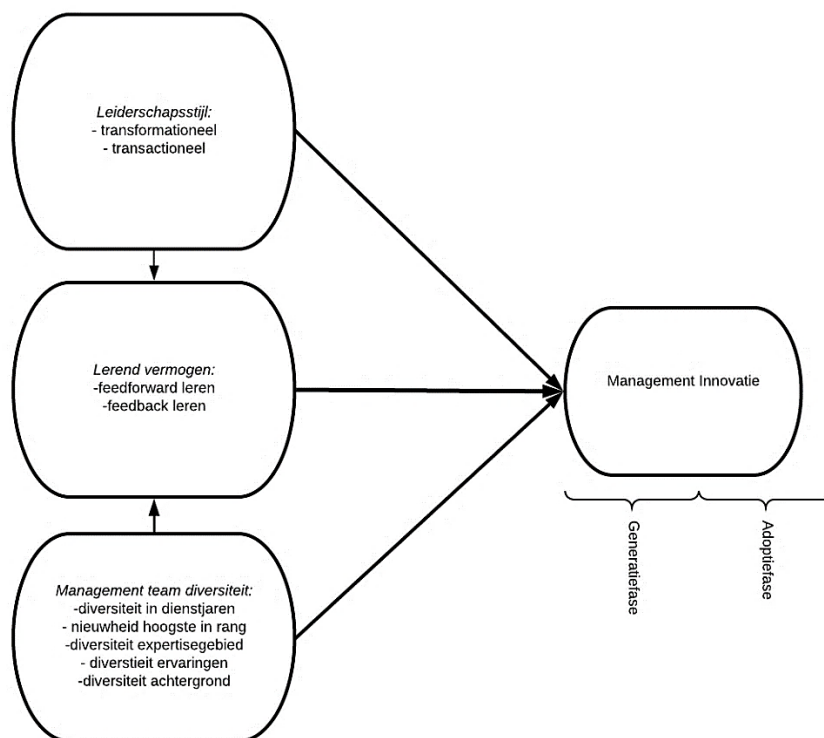 Leiderschapsstijl:
- transformationeel
- transactioneel
Lerend vermogen:
-feedforward leren
-feedback leren
Management team diversiteit:
-diversiteit in dienstjaren
- nieuwheid hoogste in rang
-diversiteit expertisegebied
- diverstieit ervaringen
-diversiteit achtergrond
Management Innovatie
Generatiefase
Adoptiefase